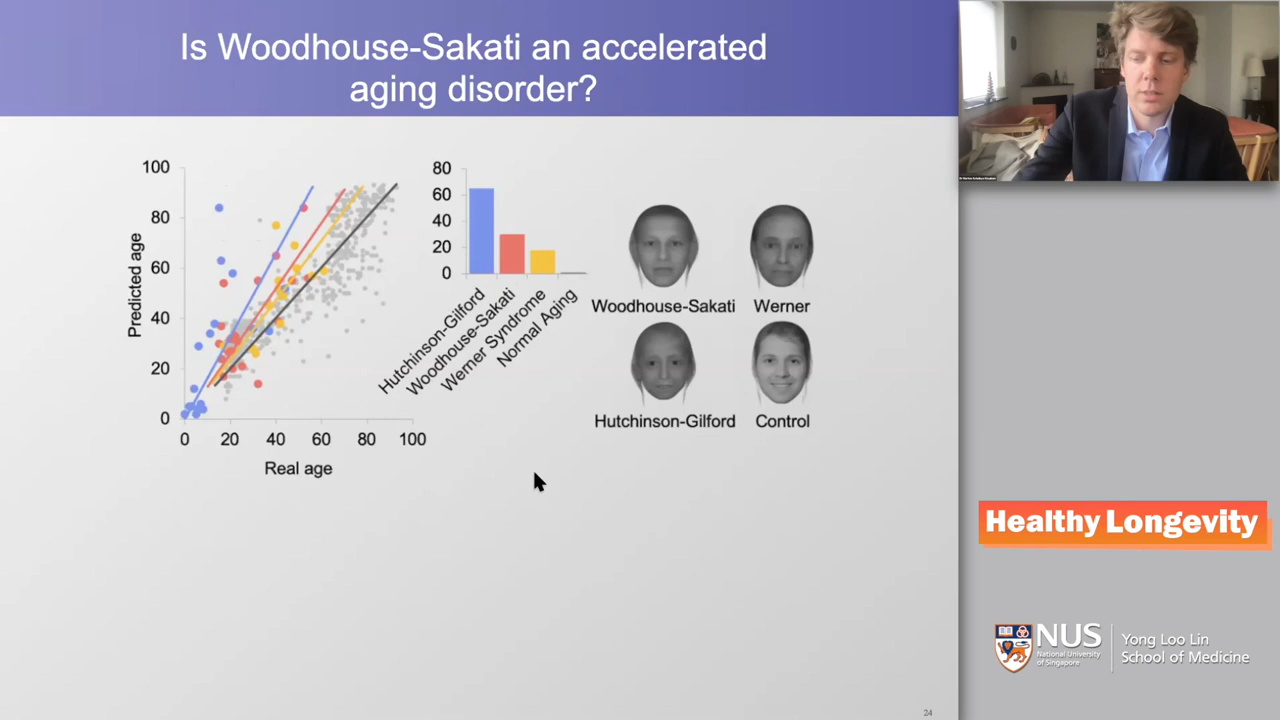 Is Woodhouse-Sakati an accelerated
aging disorder?
100
80
60
40
20
0
Predicted age
0 20 40 60 80 100
Real age
80
60
40
20
0
Hutchinson-Gilford
Woodhouse-Sakati
Werner Syndrome
Normal Aging
Woodhouse-Sakati Werner
Hutchinson-Gilford Control
Healthy Longevity
NUS
National University
of Singapore
Yong Loo Lin
School of Medicine
24